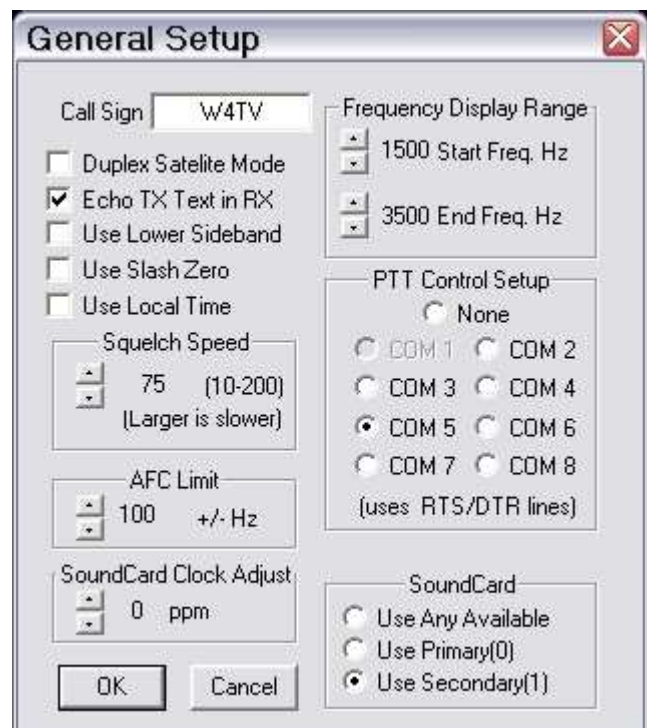 General Setup
Call Sign W4TV
Duplex Satelite Mode
Echo TX Text in RX
Use Lower Sideband
Use Slash Zero
Use Local Time
Squelch Speed
75 (10-200)
(Larger is slower)
AFC Limit
100 +/- Hz
SoundCard Clock Adjust
0 ppm
OK Cancel
Frequency Display Range
1500 Start Freq. Hz
3500 End Freq. Hz
PTT Control Setup
None
COM 1 COM 2
COM 3 COM 4
COM 5 COM 6
COM 7 COM 8
(uses RTS/DTR lines)
SoundCard
Use Any Available
Use Primary(0)
Use Secondary(1)